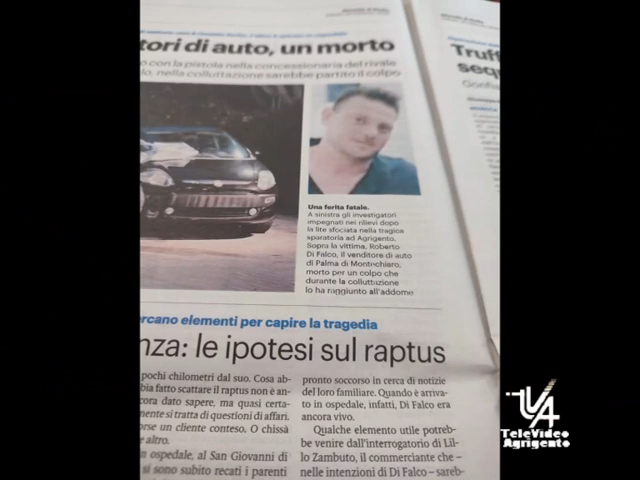 tori di auto, un morto
o con la pistola nella concessionaria del rivale
lo, nella colluttazione sarebbe partito il colpo
Truff
sequ
Una ferita fatale.
A sinistra gli investigatori
impegnati nei rilievi dopo
la lite sfociata nella tragica
sparatoria ad Agrigento.
Sopra la vittima, Roberto
Di Falco, il venditore di auto
di Palma di Montechiaro,
morto per un colpo che
durante la colluttazione
lo ha raggiunto all'addome
ercano elementi per capire la tragedia
nza: le ipotesi sul raptus
pochi chilometri dal suo. Cosa ab-
bia fatto scattare il raptus non è an-
cora dato sapere, ma quasi certa-
mente si tratta di questioni di affari.
orse un cliente conteso. O chissà
e altro.
n ospedale, al San Giovanni di
si sono subito recati i parenti
pronto soccorso in cerca di notizie
del loro familiare. Quando è arriva-
to in ospedale, infatti, Di Falco era
ancora vivo.
Qualche elemento utile potreb-
be venire dall'interrogatorio di Lil-
lo Zambuto, il commerciante che –
nelle intenzioni di Di Falco – sareb-
TVA
TeleVideo
Agrigento